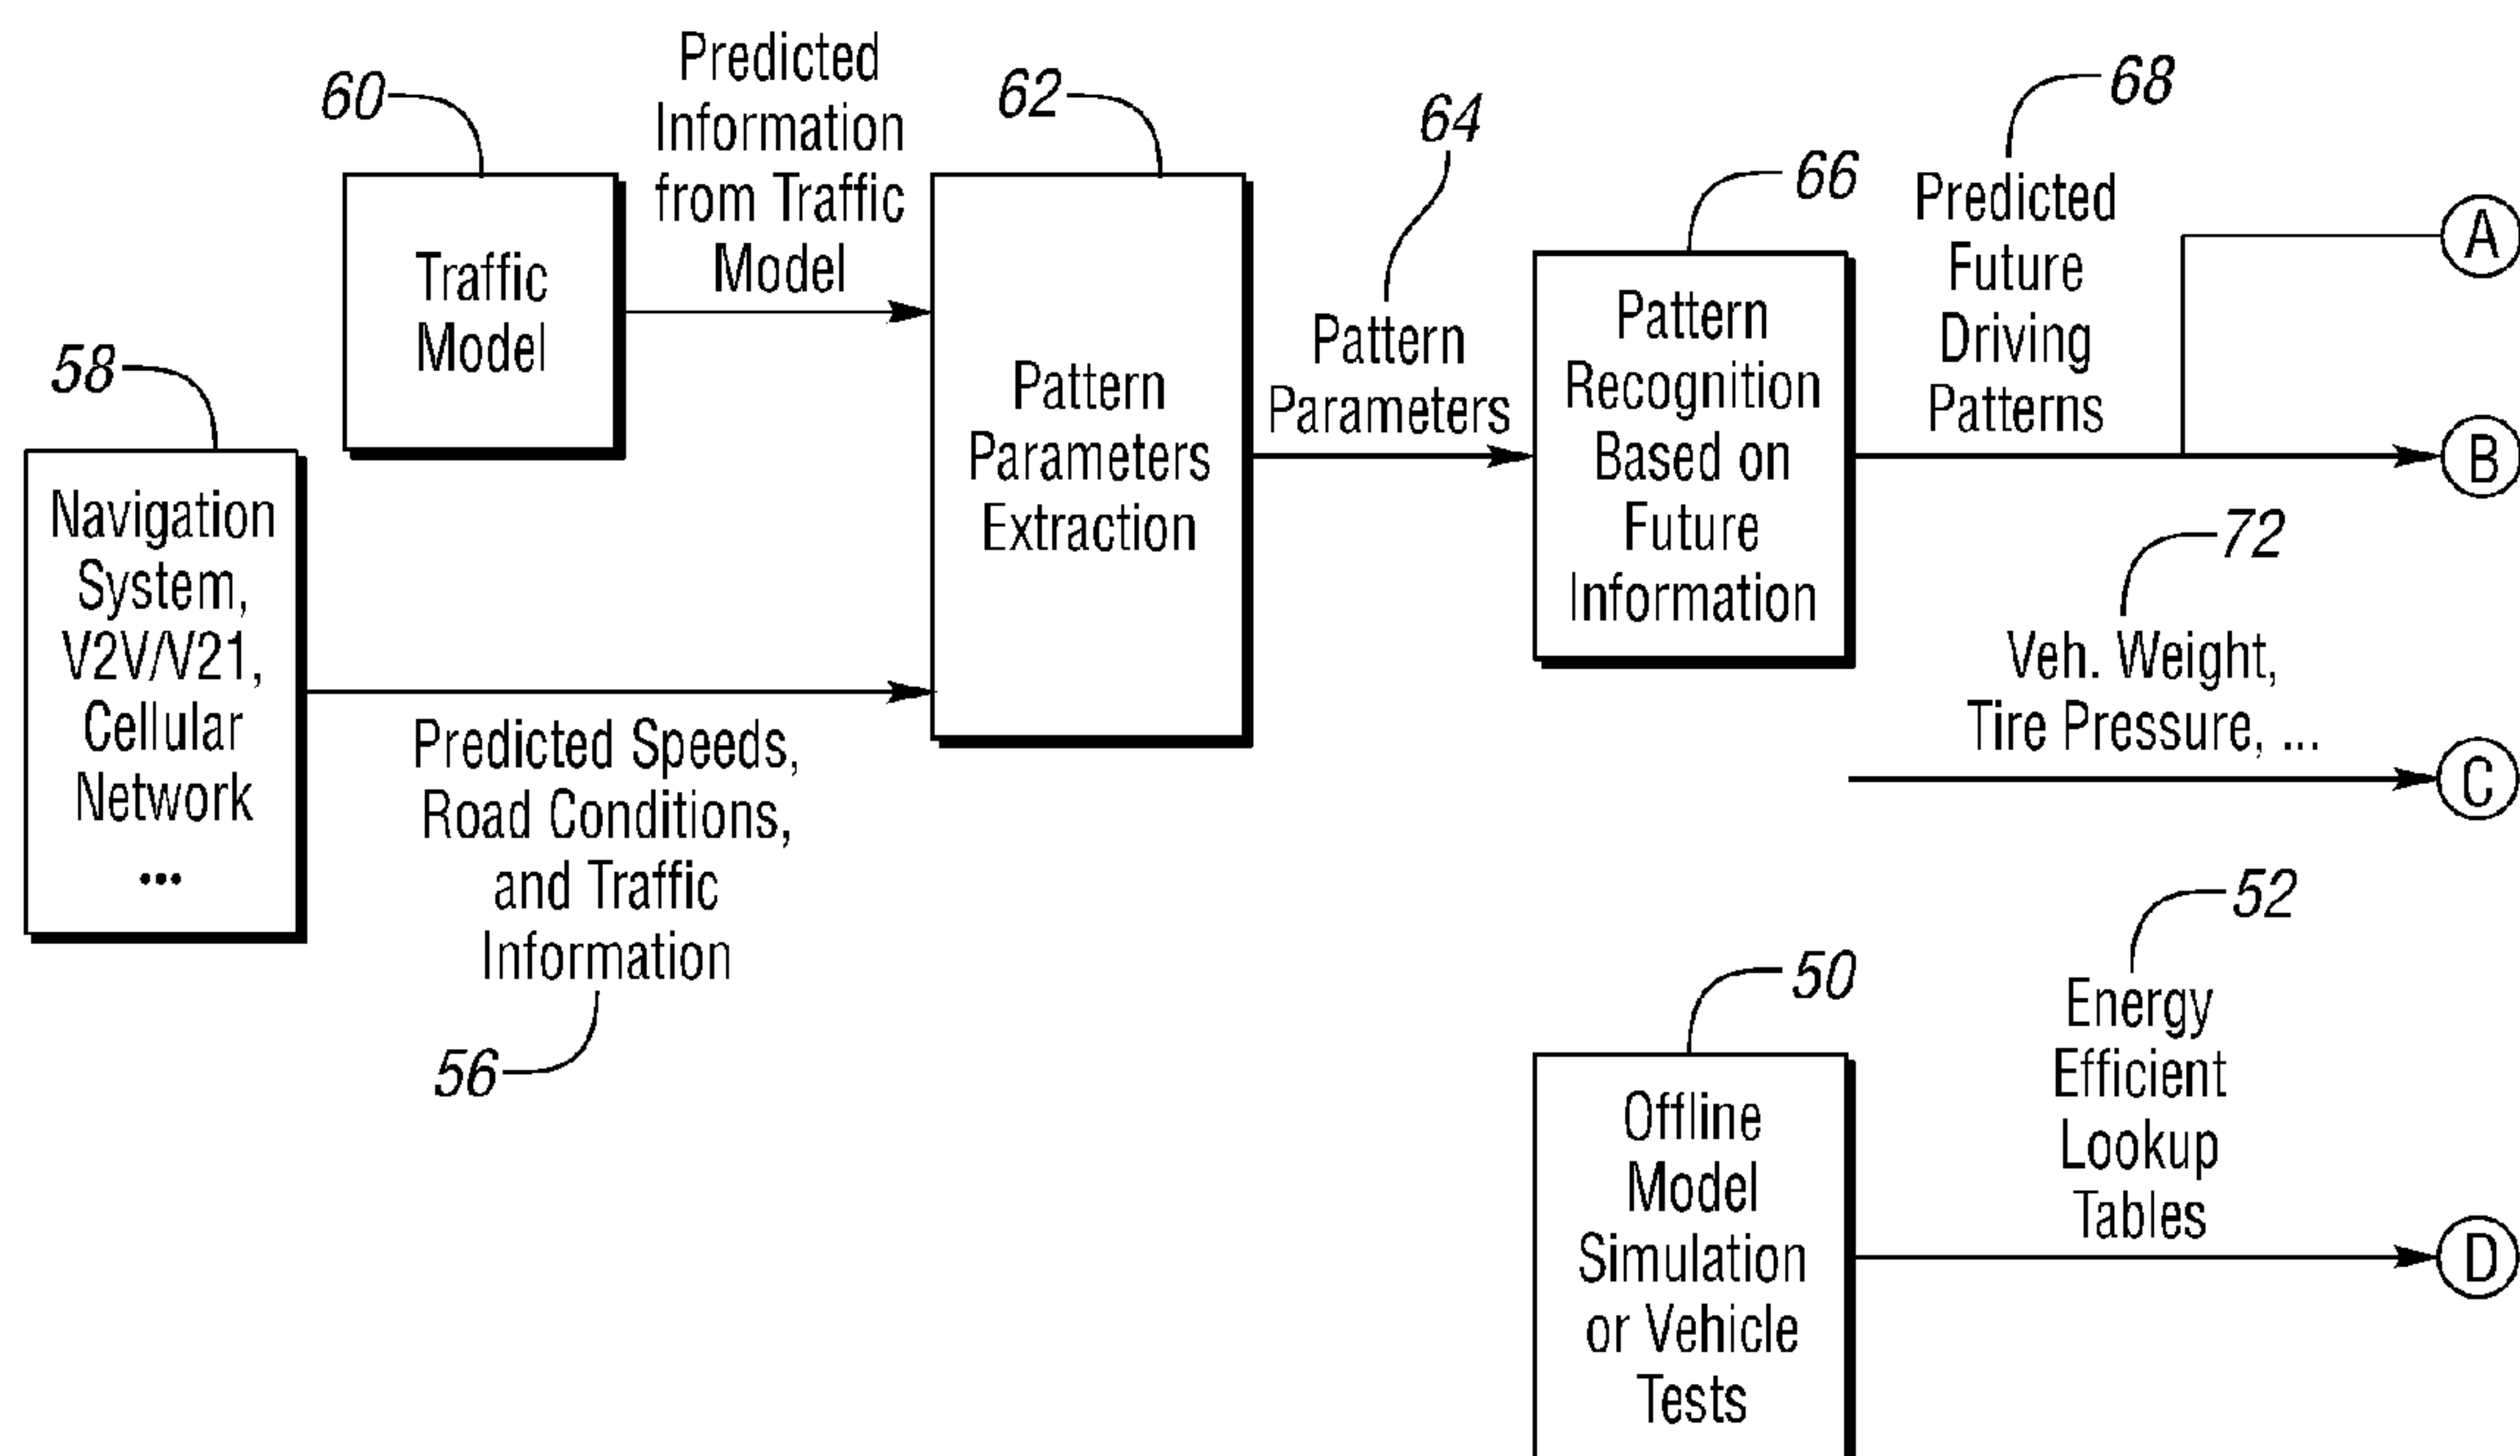 60
Predicted
Information
from Traffic
Model
62
64
68
66
58
Traffic
Model
Navigation
System,
V2V/V21,
Cellular
Network
...
Pattern
Parameters
Extraction
Pattern
Parameters
Pattern
Recognition
Based on
Future
Information
Predicted
Future
Driving
Patterns
A
B
72
Veh. Weight,
Tire Pressure, ...
C
Predicted Speeds,
Road Conditions,
and Traffic
Information
56
50
Offline
Model
Simulation
or Vehicle
Tests
52
Energy
Efficient
Lookup
Tables
D